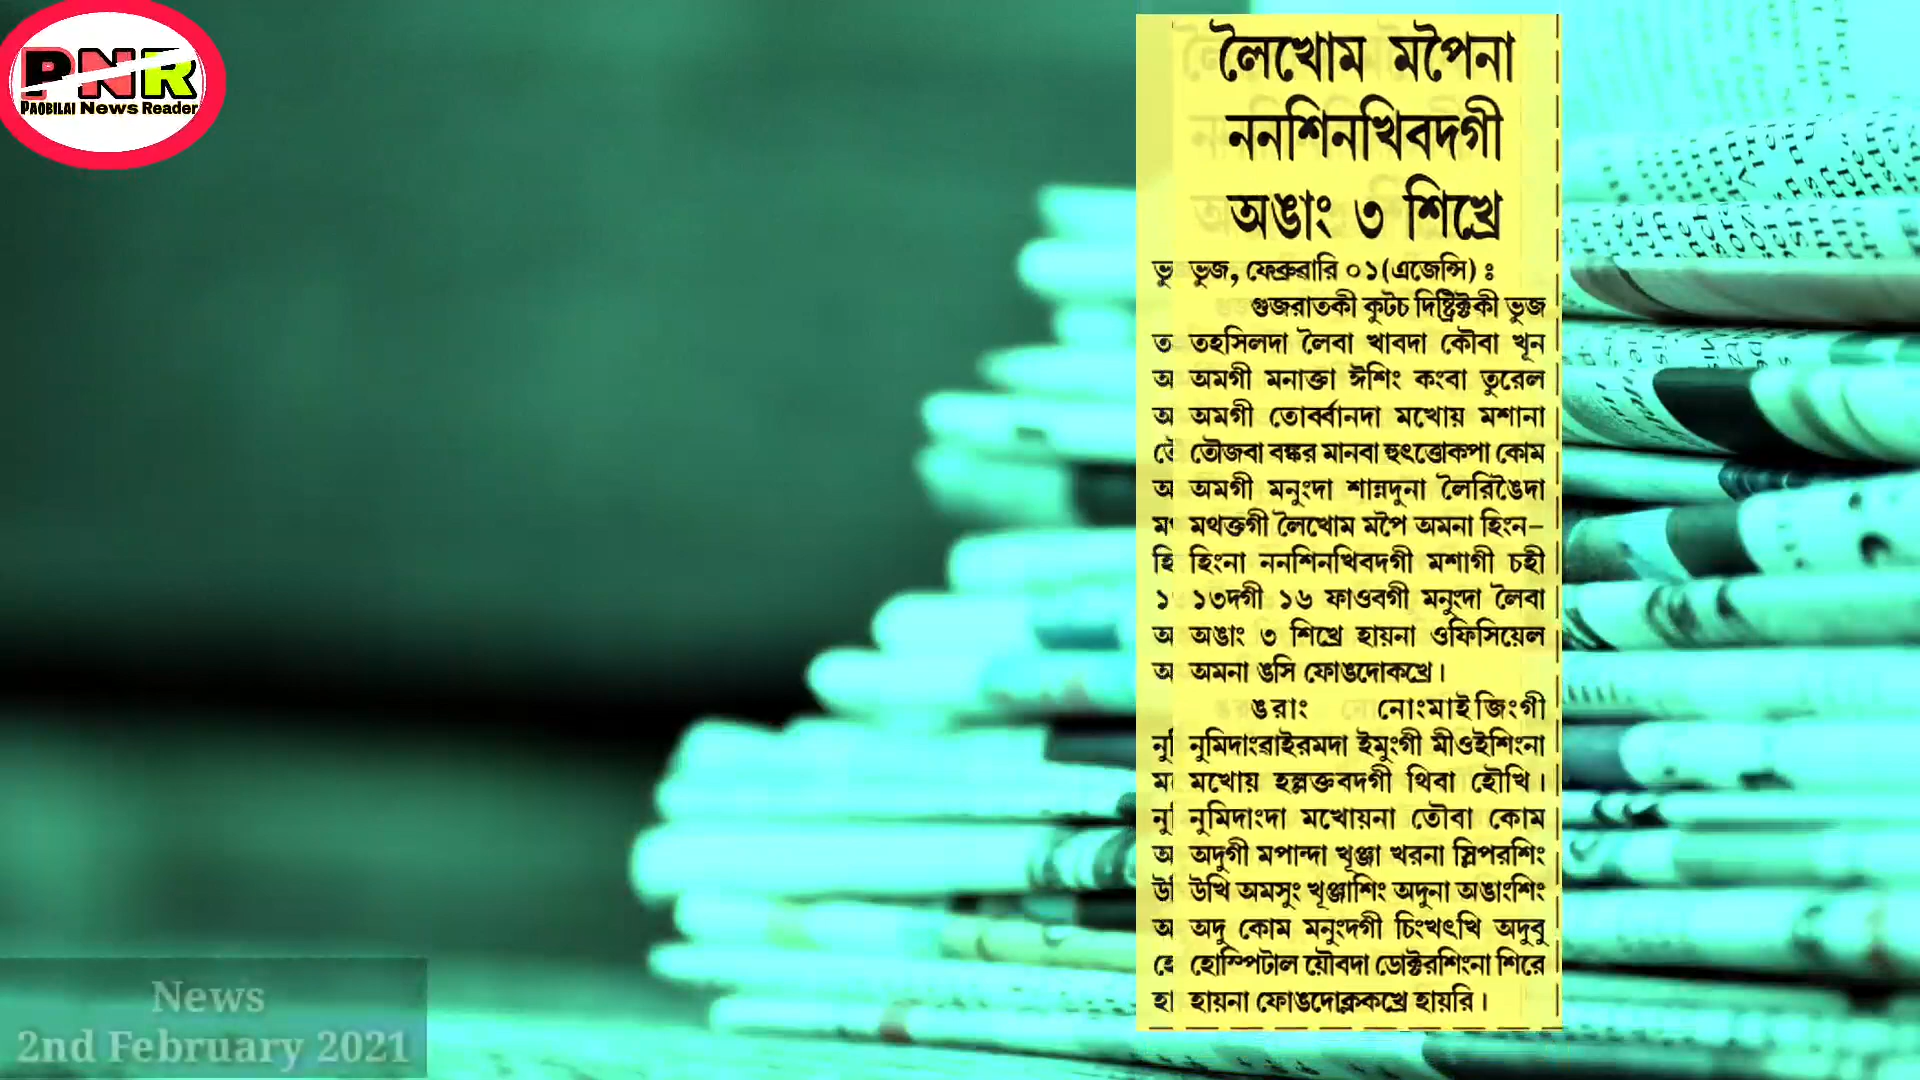 PNR
PAOBILAI News Reader
লৈখোম মপৈনা
ননশিনখিবদগী
অঙাং ৩ শিখ্রে
ভুজ, ফেব্রুৱারি ০১(এজেন্সি) ঃ
গুজরাতকী কুটচ দিষ্ট্রিক্টকী ভুজ
তহসিলদা লৈবা খাবদা কৌবা খূন
অমগী মনাক্তা ঈশিং কংবা তুরেল
অমগী তোর্ব্বানদা মখোয় মশানা
তৌজবা বঙ্কর মানবা হুৎত্তোকপা কোম
অমগী মনুংদা শান্নদুনা লৈরিঙৈদা
মথক্তগী লৈখোম মপৈ অমনা হিংন–
হিংনা ননশিনখিবদগী মশাগী চহী
১৩দগী ১৬ ফাওবগী মনুংদা লৈবা
অঙাং ৩ শিখ্রে হায়না ওফিসিয়েল
অমনা ঙসি ফোঙদোকখ্রে।
ঙরাং নোংমাইজিংগী
নুমিদাংৱাইরমদা ইমুংগী মীওইশিংনা
মখোয় হল্লক্তবদগী থিবা হৌখি।
নুমিদাংদা মখোয়না তৌবা কোম
অদুগী মপান্দা খূঞ্জা খরনা স্লিপরশিং
উখি অমসুং খূঞ্জাশিং অদুনা অঙাংশিং
অদু কোম মনুংদগী চিংখৎখি অদুবু
হোস্পিটাল য়ৌবদা ডোক্টরশিংনা শিরে
হায়না ফোঙদোক্লকখ্রে হায়রি।
News
2nd February 2021